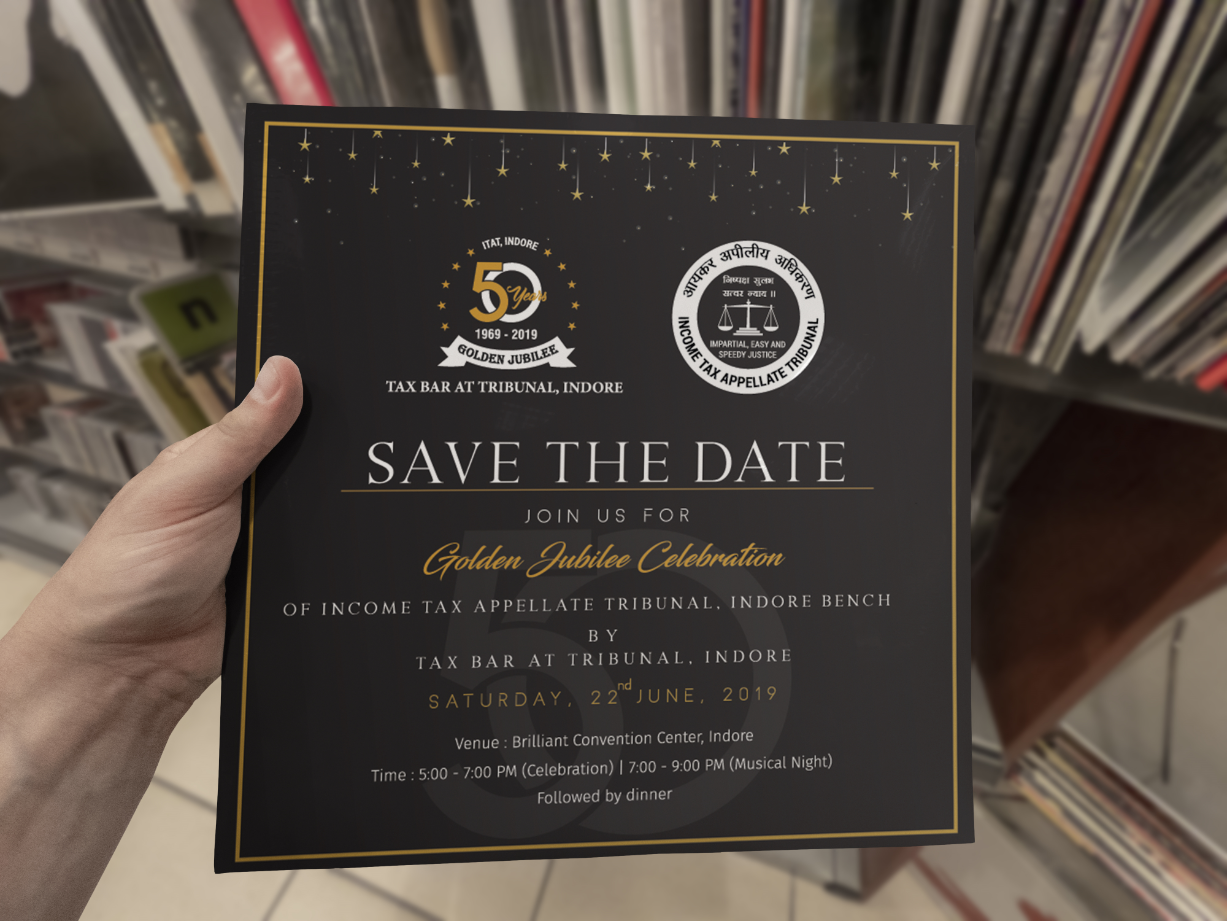 ITAT, INDORE
50 Years
1969 - 2019
GOLDEN JUBILEE
TAX BAR AT TRIBUNAL, INDORE
आयकर अपीलीय अधिकरण
निष्पक्ष सुलभ
सत्वर न्याय ॥
IMPARTIAL, EASY AND
SPEEDY JUSTICE
INCOME TAX APPELLATE TRIBUNAL
SAVE THE DATE
JOIN US FOR
Golden Jubilee Celebration
OF INCOME TAX APPELLATE TRIBUNAL, INDORE BENCH
BY
TAX BAR AT TRIBUNAL, INDORE
SATURDAY, 22nd JUNE, 2019
Venue : Brilliant Convention Center, Indore
Time : 5:00 - 7:00 PM (Celebration) | 7:00 - 9:00 PM (Musical Night)
Followed by dinner
50
n